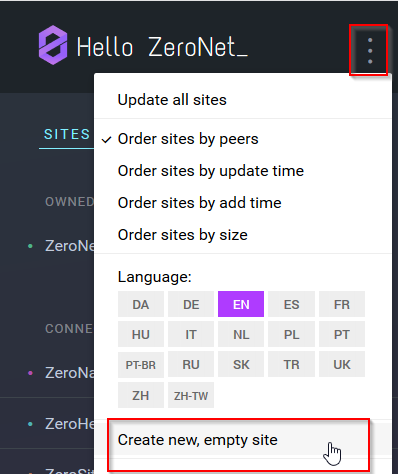 Hello ZeroNet_
Update all sites
SITES
Order sites by peers
Order sites by update time
OWNED
Order sites by add time
Order sites by size
ZeroNe
Language:
DA DE EN ES FR
HU IT NL PL PT
CONNE
PT-BR RU SK TR UK
ZeroNa
ZH ZH-TW
ZeroHe
Create new, empty site